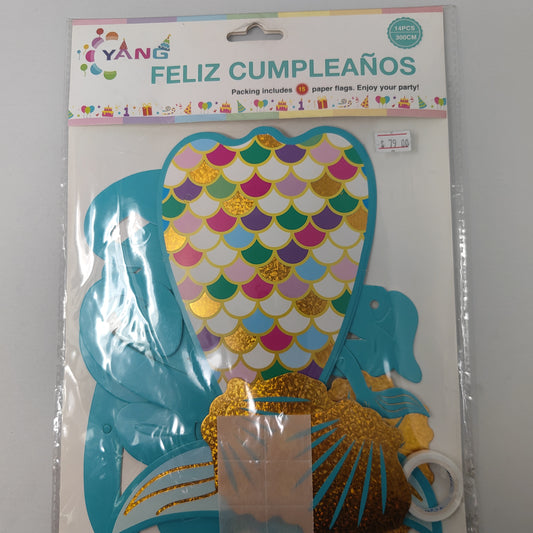 YANG
14PCS
300CM
FELIZ CUMPLEAÑOS
Packing includes 15 paper flags. Enjoy your party!
$ 79.00